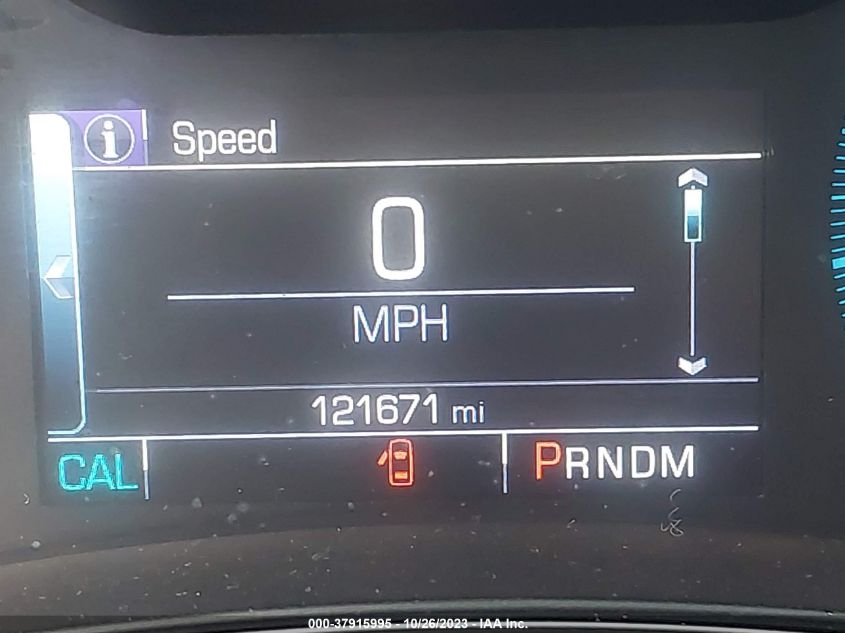 i Speed
0
MPH
121671 mi
CAL PRNDM
000-37915995 - 10/26/2023 - IAA Inc.